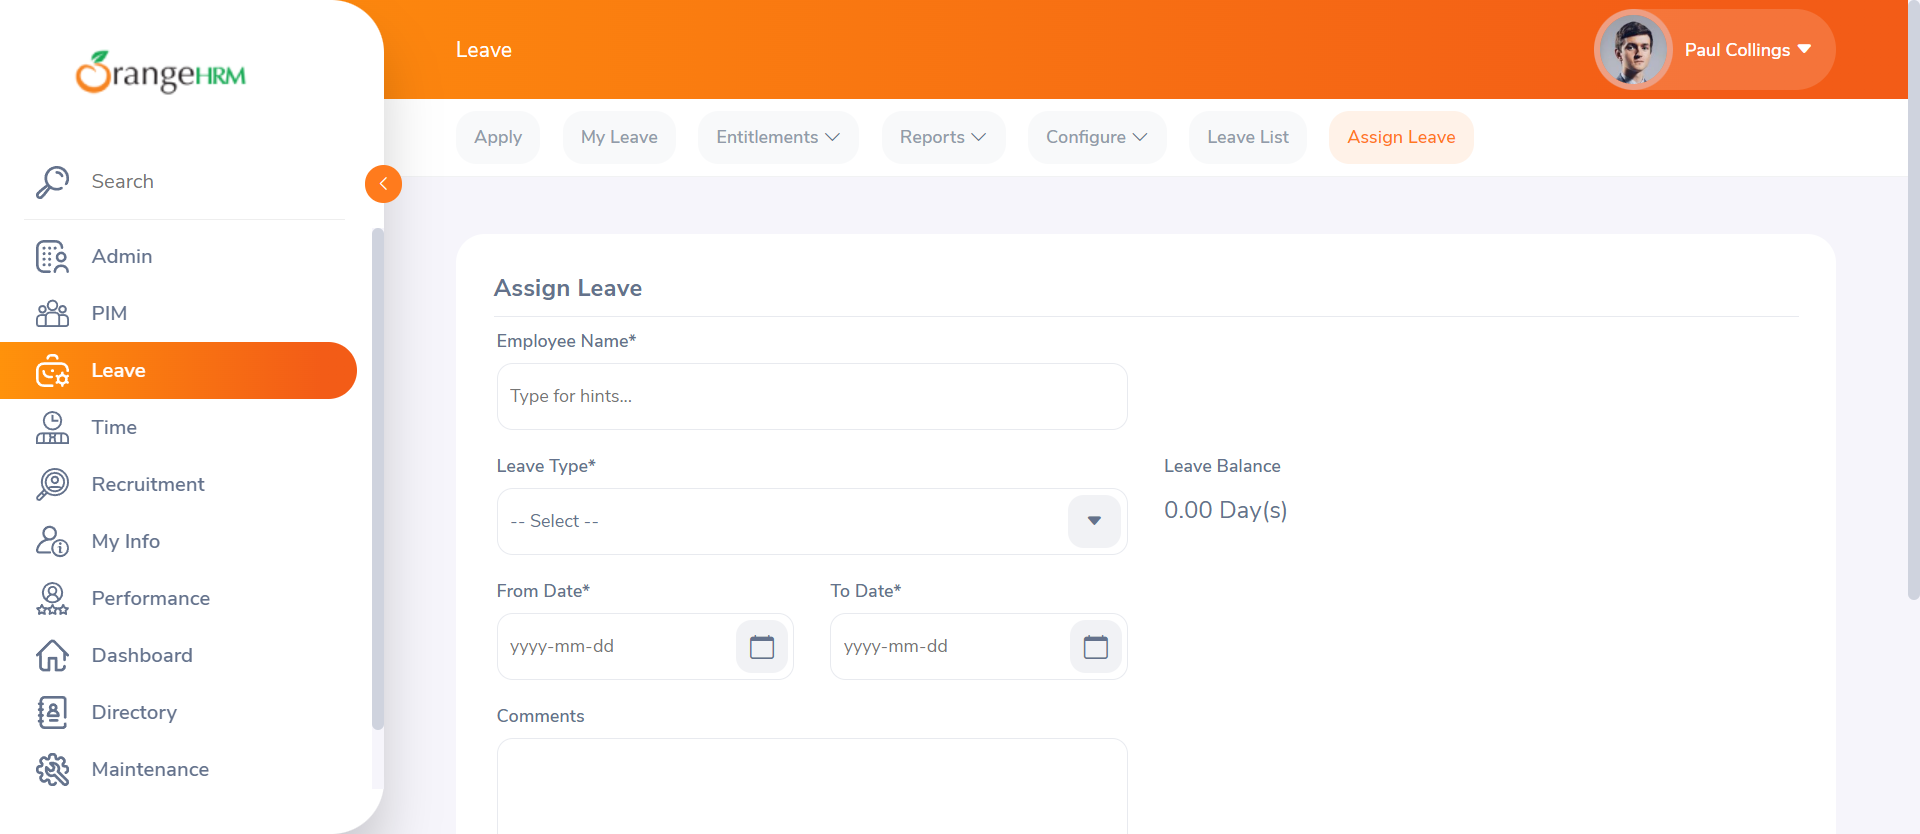 OrangeHRM
Search
Admin
PIM
Leave
Time
Recruitment
My Info
Performance
Dashboard
Directory
Maintenance
Leave
Paul Collings
Apply
My Leave
Entitlements
Reports
Configure
Leave List
Assign Leave
Assign Leave
Employee Name*
Type for hints...
Leave Type*
-- Select --
Leave Balance
0.00 Day(s)
From Date*
yyyy-mm-dd
To Date*
yyyy-mm-dd
Comments